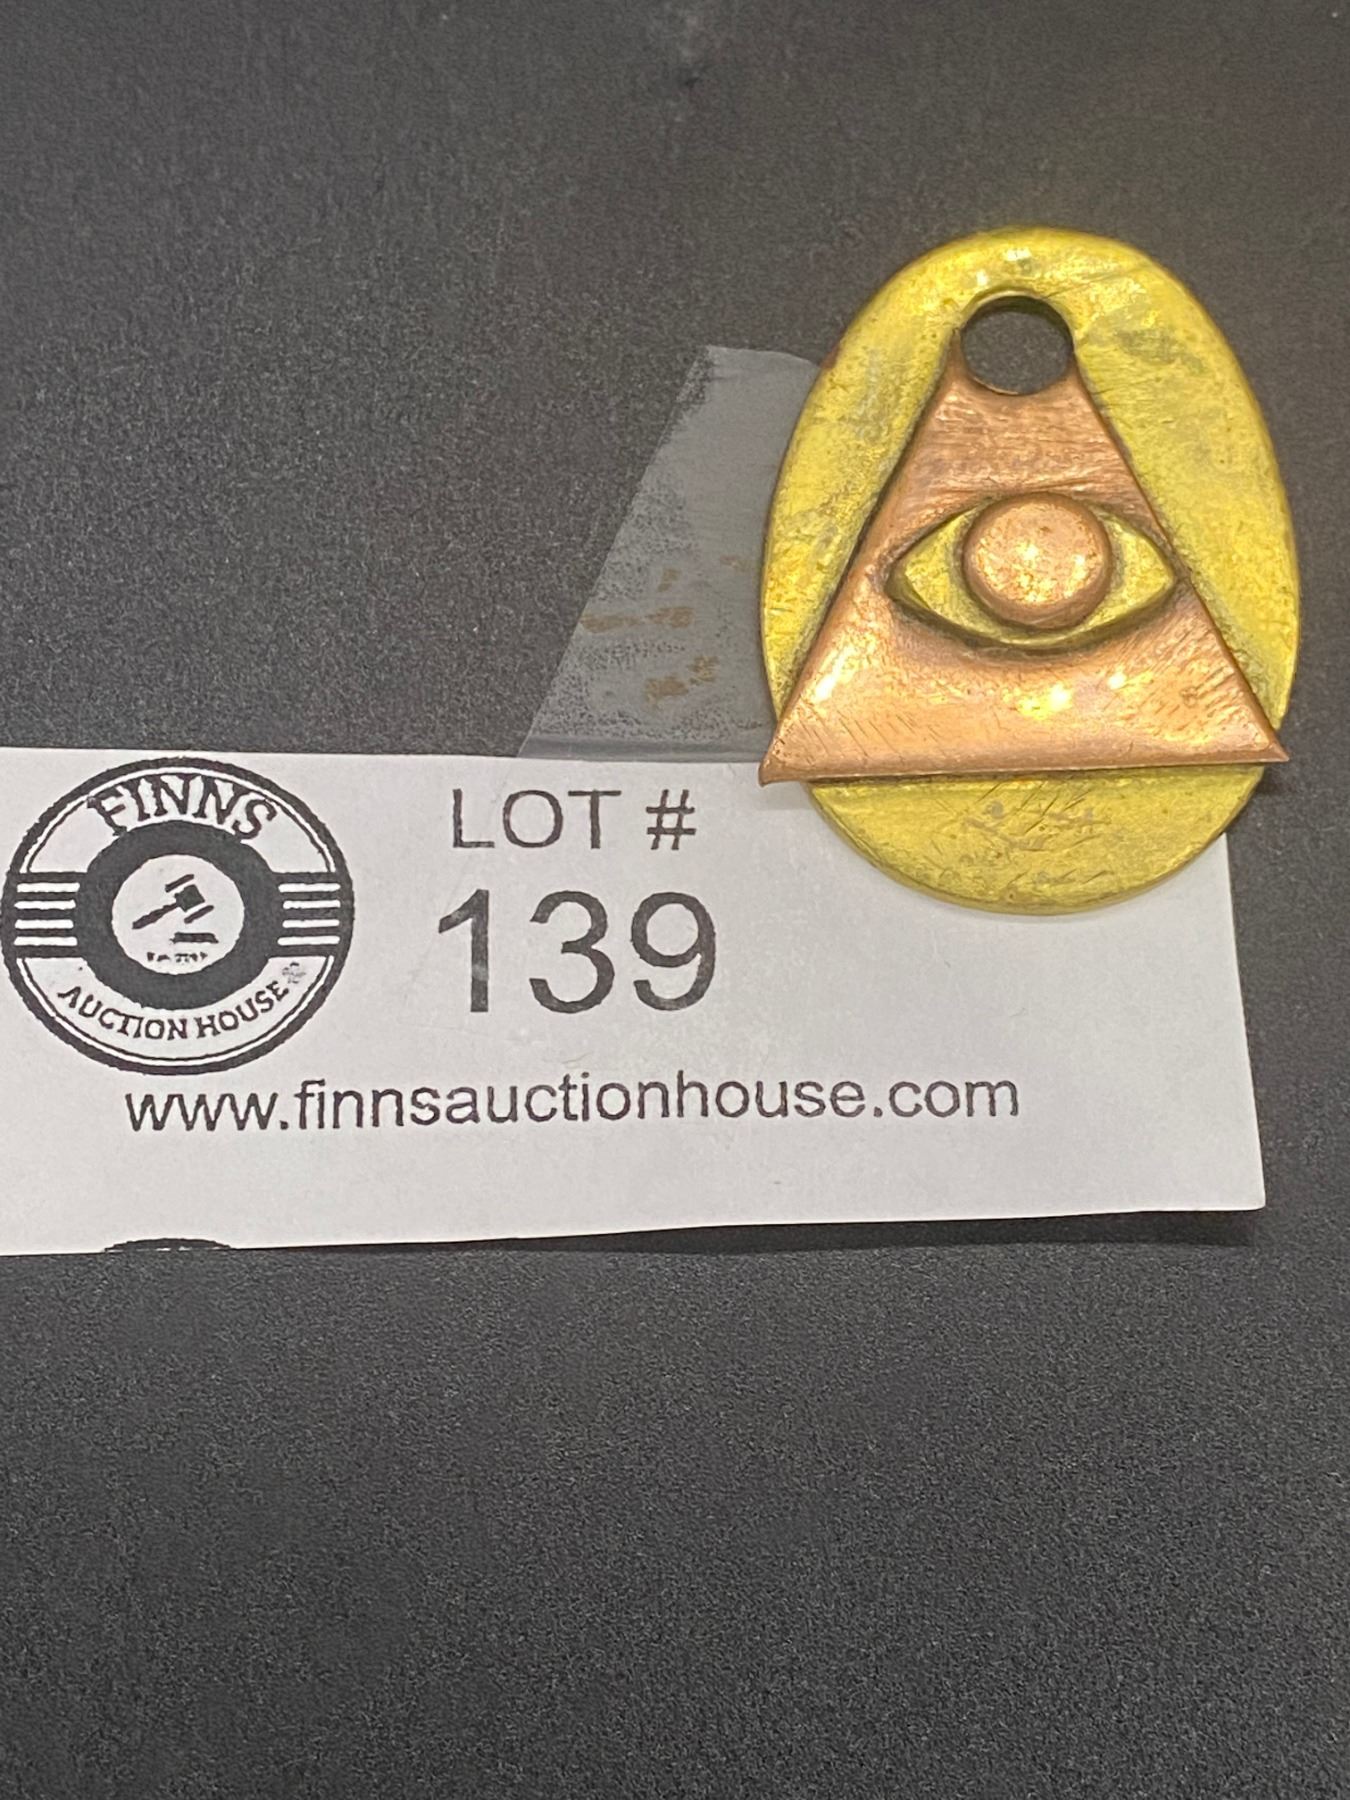 FINNS
AUCTION HOUSE
LOT #
139
www.finnsauctionhouse.com